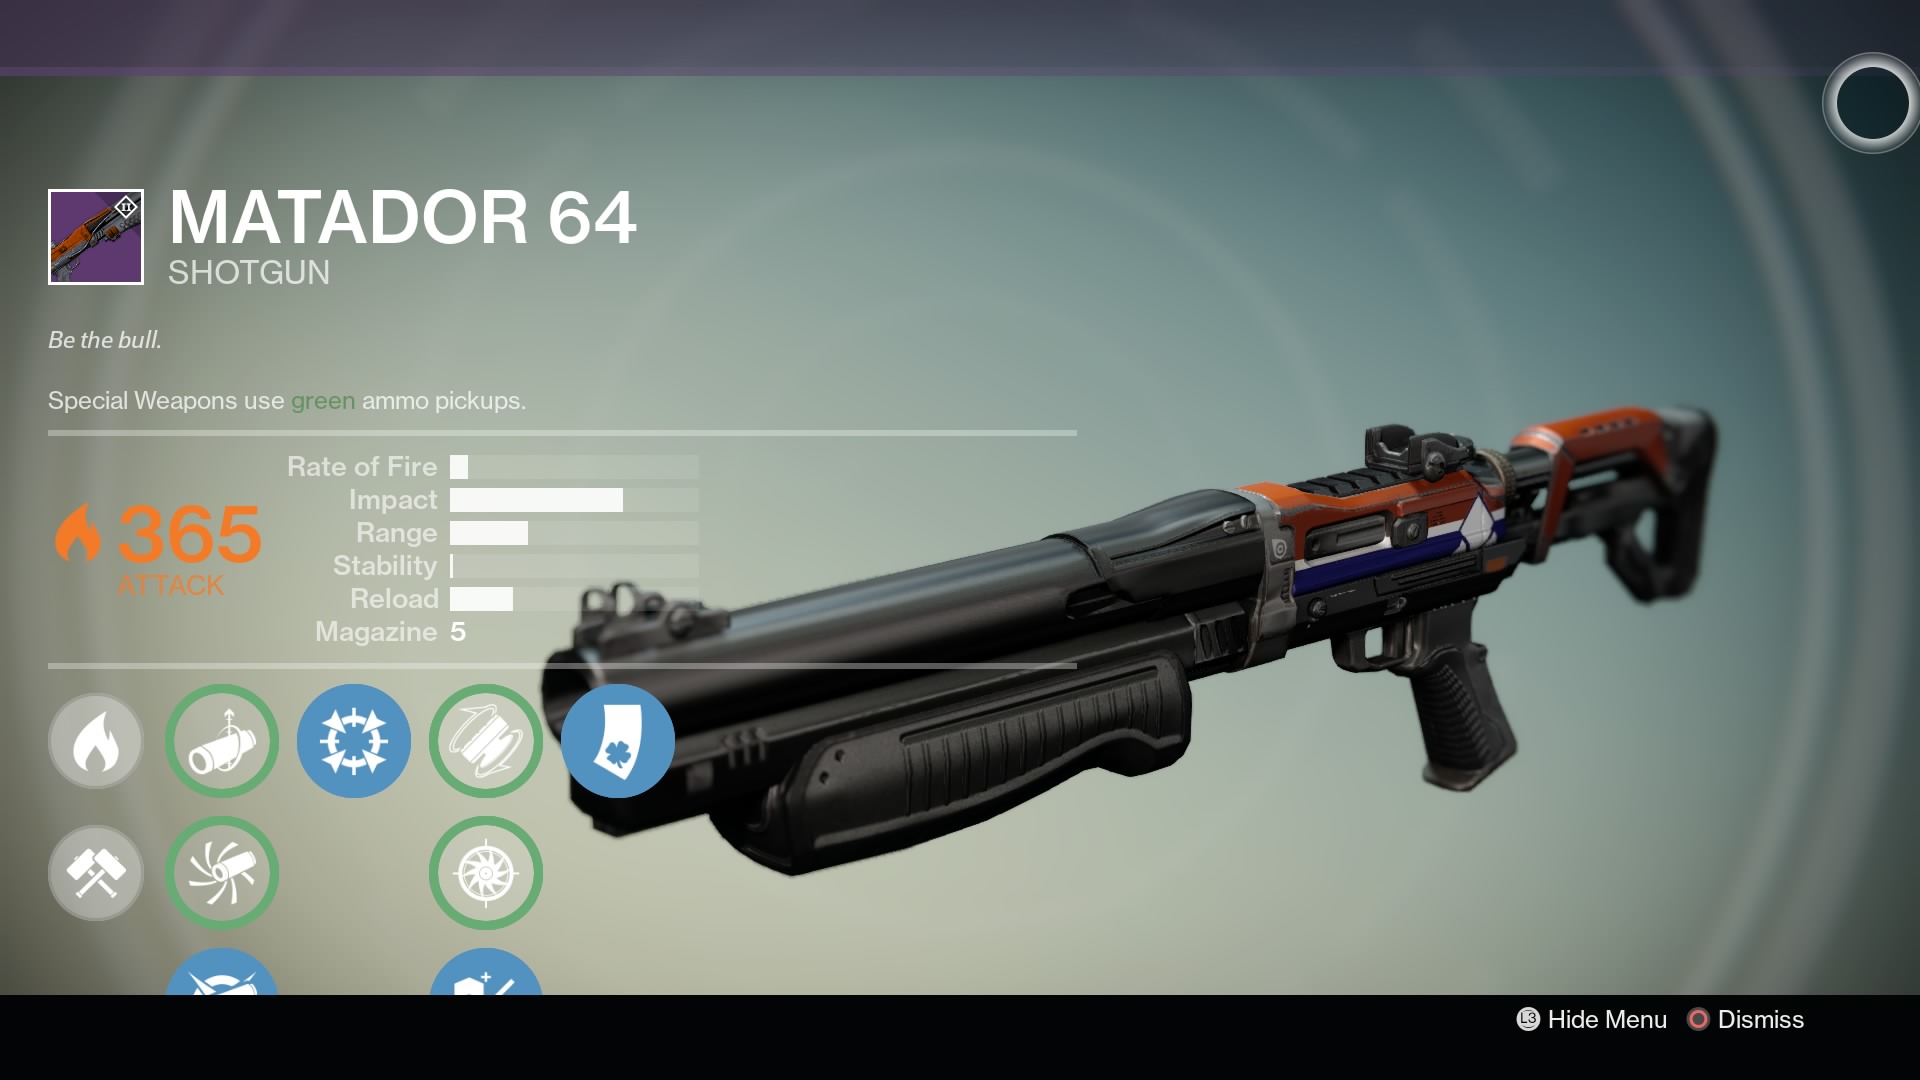 MATADOR 64
SHOTGUN
Be the bull.
Special Weapons use green ammo pickups.
365
ATTACK
Rate of Fire
Impact
Range
Stability
Reload
Magazine 5
L3 Hide Menu Dismiss